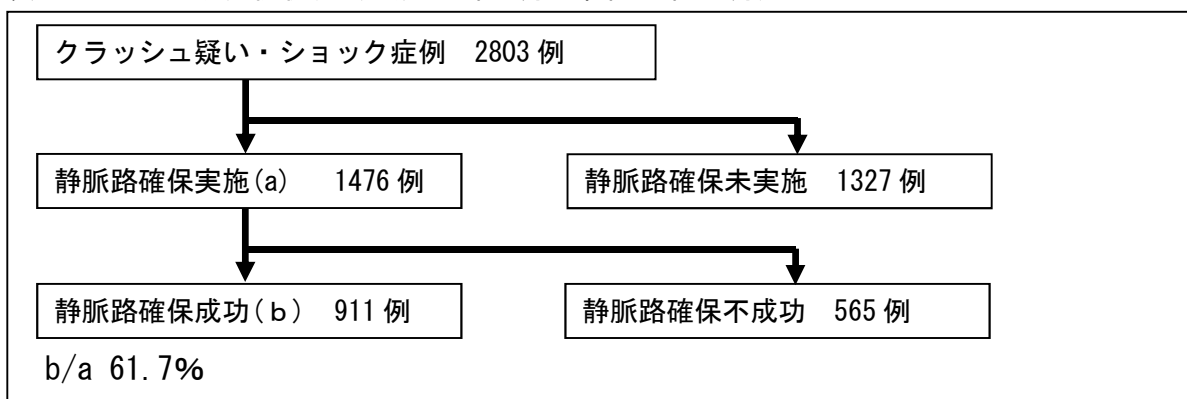 クラッシュ疑い・ショック症例　2803 例
静脈路確保実施(a)　1476 例
静脈路確保未実施　1327 例
静脈路確保成功(ｂ)　911 例
静脈路確保不成功　565 例
b/a 61.7%